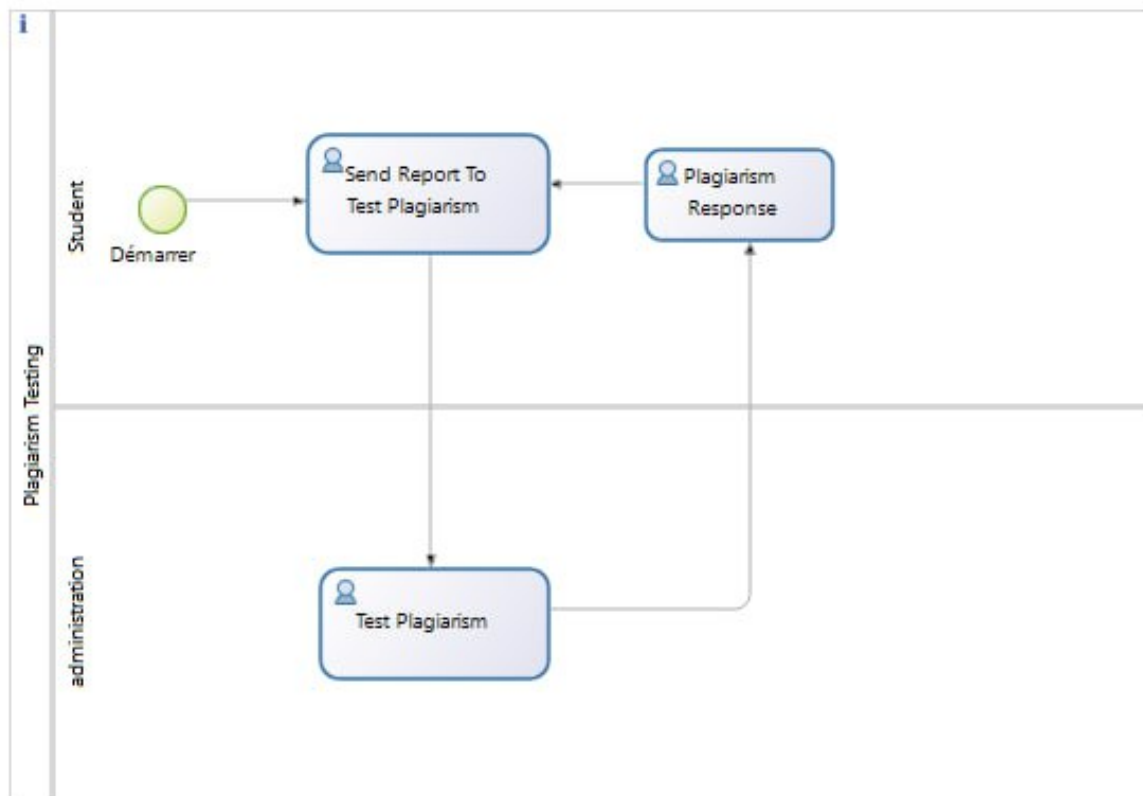 i
Plagiarism Testing
Student
Démarrer
Send Report To
Test Plagiarism
Plagiarism
Response
administration
Test Plagiarism